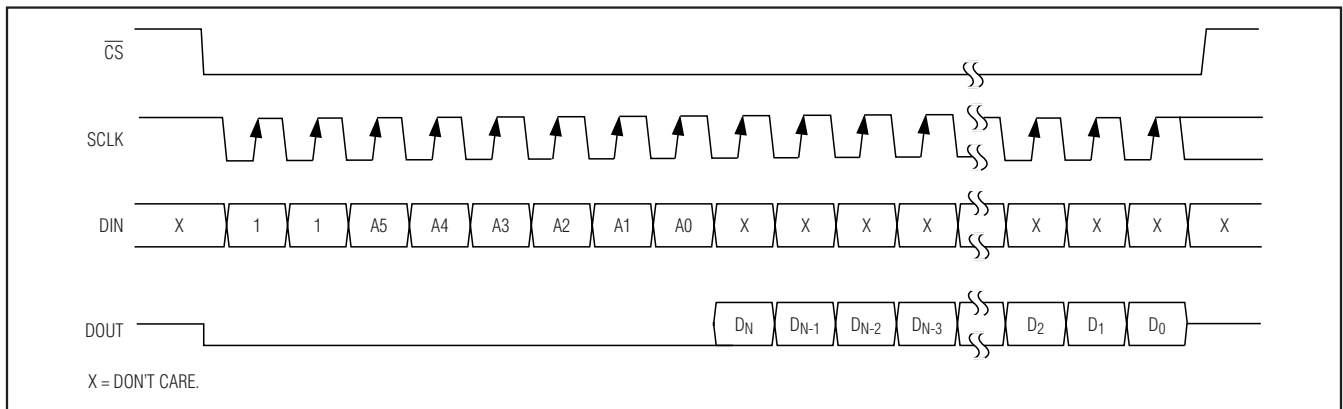 CS
SCLK
DIN X 1 1 A5 A4 A3 A2 A1 A0 X X X X X X X X
DOUT DN DN-1 DN-2 DN-3 D2 D1 D0
X = DON'T CARE.